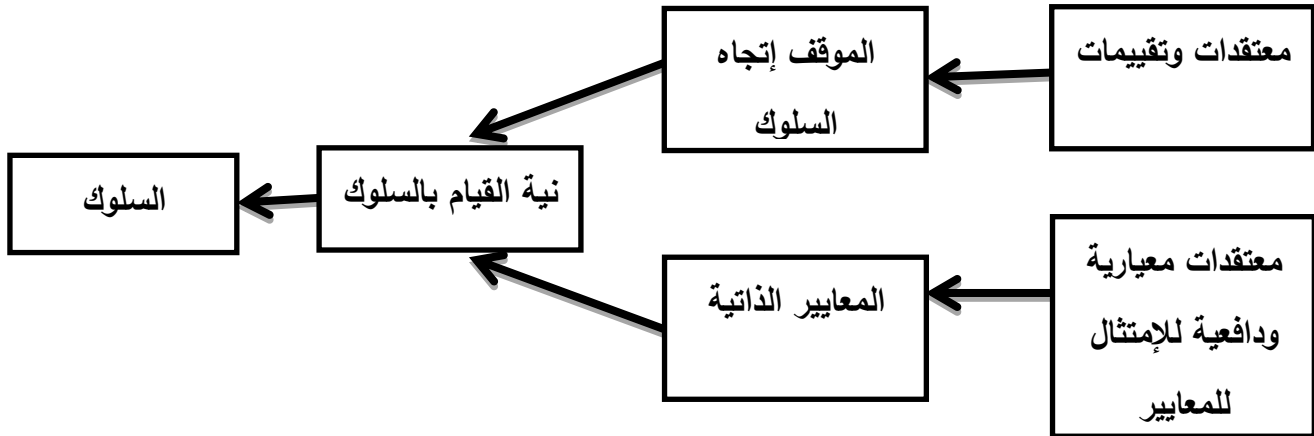 معتقدات وتقييمات
الموقف إتجاه
السلوك
نية القيام بالسلوك
السلوك
معتقدات معيارية
ودافعية للإمتثال
للمعايير
المعايير الذاتية